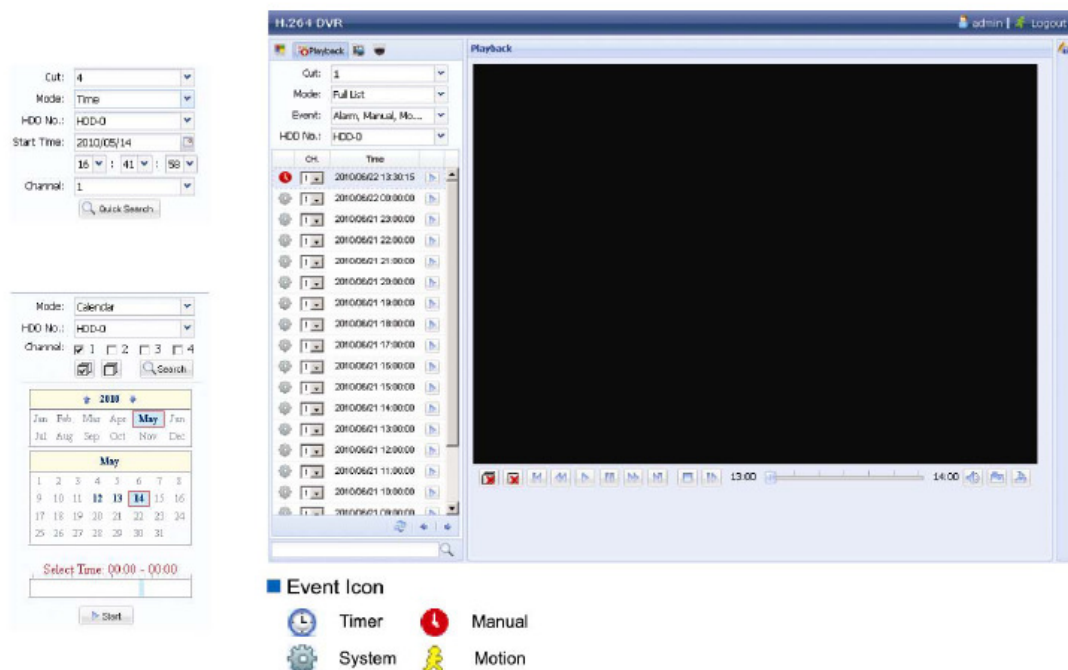 Cut: 4
Mode: Time
HDD No.: HDD-0
Start Time: 2010/05/14
16 : 41 : 58
Channel: 1
Quick Search
Mode: Calendar
HDD No.: HDD-0
Channel: 1 2 3 4
Search
2010
Jan Feb Mar Apr May Jun
Jul Aug Sep Oct Nov Dec
May
1 2 3 4 5 6 7 8
9 10 11 12 13 14 15 16
17 18 19 20 21 22 23 24
25 26 27 28 29 30 31
Select Time: 00:00 - 00:00
Start
H.264 DVR
admin | Logout
Playback
Cut: 1
Mode: Full List
Event: Alarm, Manual, Mo...
HDD No.: HDD-0
CH. Time
1 2010/06/22 13:30:15
1 2010/06/22 00:00:00
1 2010/06/21 23:00:00
1 2010/06/21 22:00:00
1 2010/06/21 21:00:00
1 2010/06/21 20:00:00
1 2010/06/21 19:00:00
1 2010/06/21 18:00:00
1 2010/06/21 17:00:00
1 2010/06/21 16:00:00
1 2010/06/21 15:00:00
1 2010/06/21 14:00:00
1 2010/06/21 13:00:00
1 2010/06/21 12:00:00
1 2010/06/21 11:00:00
1 2010/06/21 10:00:00
1 2010/06/21 09:00:00
Playback
13:00 14:00
Event Icon
Timer Manual
System Motion